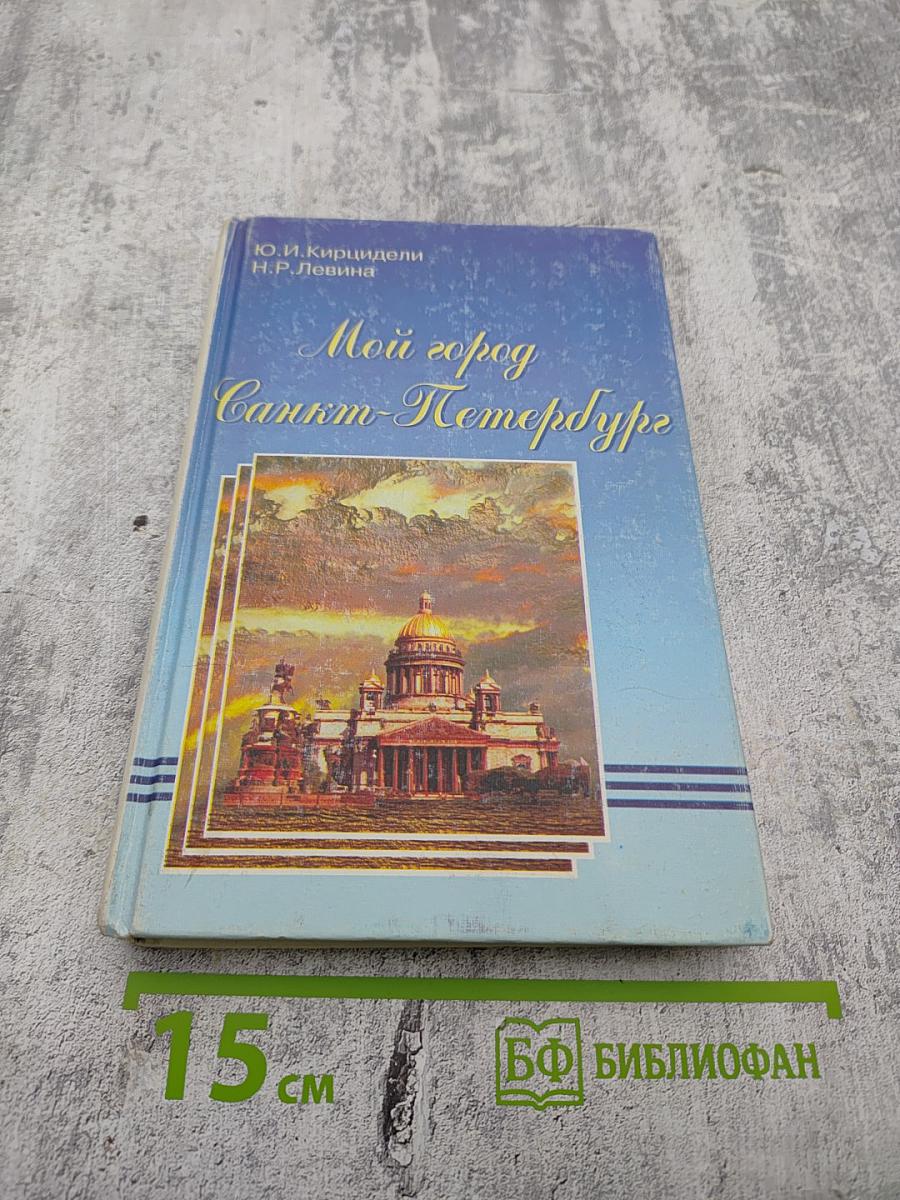 Ю.И.Кирцидели
Н.Р.Левина
Мой город
Санкт-Петербург
15 см
БФ БИБЛИОФАН